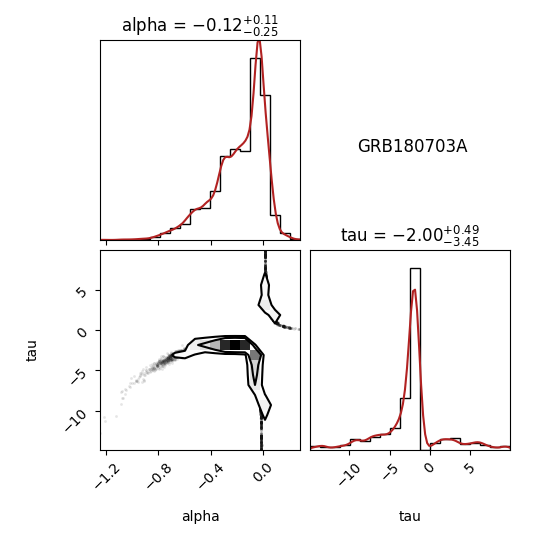 alpha = −0.12+0.11−0.25
GRB180703A
tau = −2.00+0.49−3.45
5
0
−5
−10
tau
−1.2 −0.8 −0.4 0.0
−10 −5 0 5
alpha tau